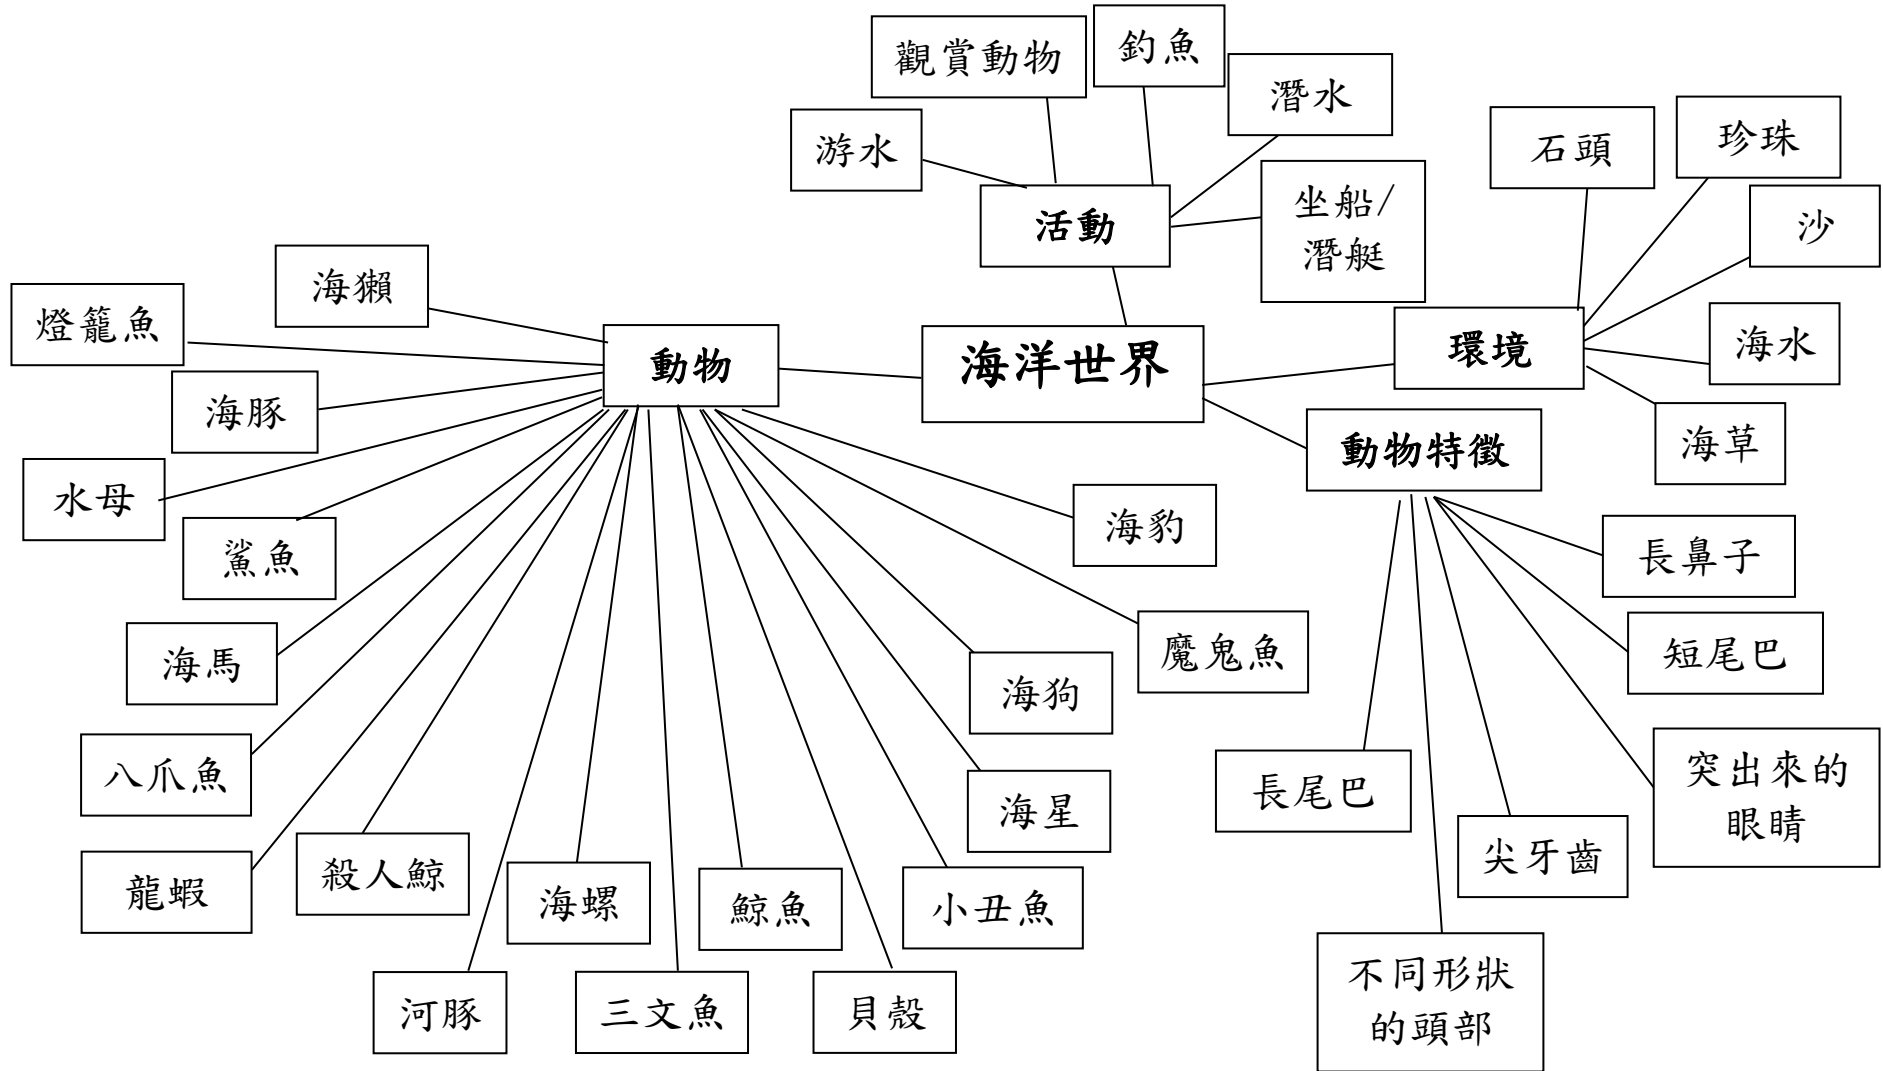 觀賞動物
釣魚
潛水
游水
坐船/
潛艇
活動
石頭
珍珠
沙
海水
海草
環境
海洋世界
動物
海獺
燈籠魚
海豚
水母
鯊魚
海馬
八爪魚
龍蝦
殺人鯨
河豚
海螺
三文魚
鯨魚
貝殼
小丑魚
海星
海狗
魔鬼魚
海豹
動物特徵
長鼻子
短尾巴
突出來的
眼睛
尖牙齒
不同形狀
的頭部
長尾巴